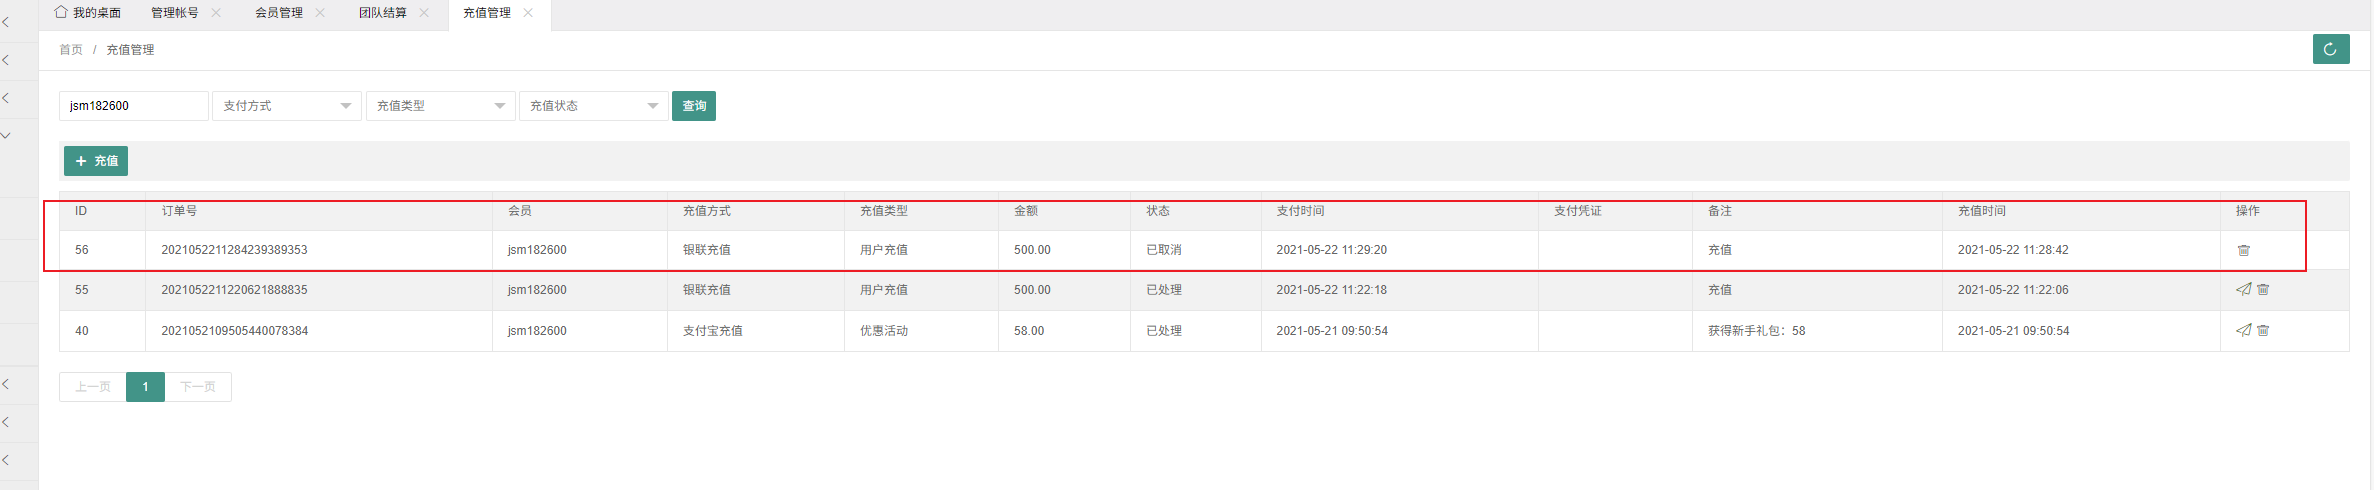 我的桌面 管理帐号 会员管理 团队结算 充值管理
首页 / 充值管理
jsm182600 支付方式 充值类型 充值状态 查询
充值
ID 订单号 会员 充值方式 充值类型 金额 状态 支付时间 支付凭证 备注 充值时间 操作
56 2021052211284239389353 jsm182600 银联充值 用户充值 500.00 已取消 2021-05-22 11:29:20 充值 2021-05-22 11:28:42
55 2021052211220621888835 jsm182600 银联充值 用户充值 500.00 已处理 2021-05-22 11:22:18 充值 2021-05-22 11:22:06
40 2021052109505440078384 jsm182600 支付宝充值 优惠活动 58.00 已处理 2021-05-21 09:50:54 获得新手礼包：58 2021-05-21 09:50:54
上一页 1 下一页